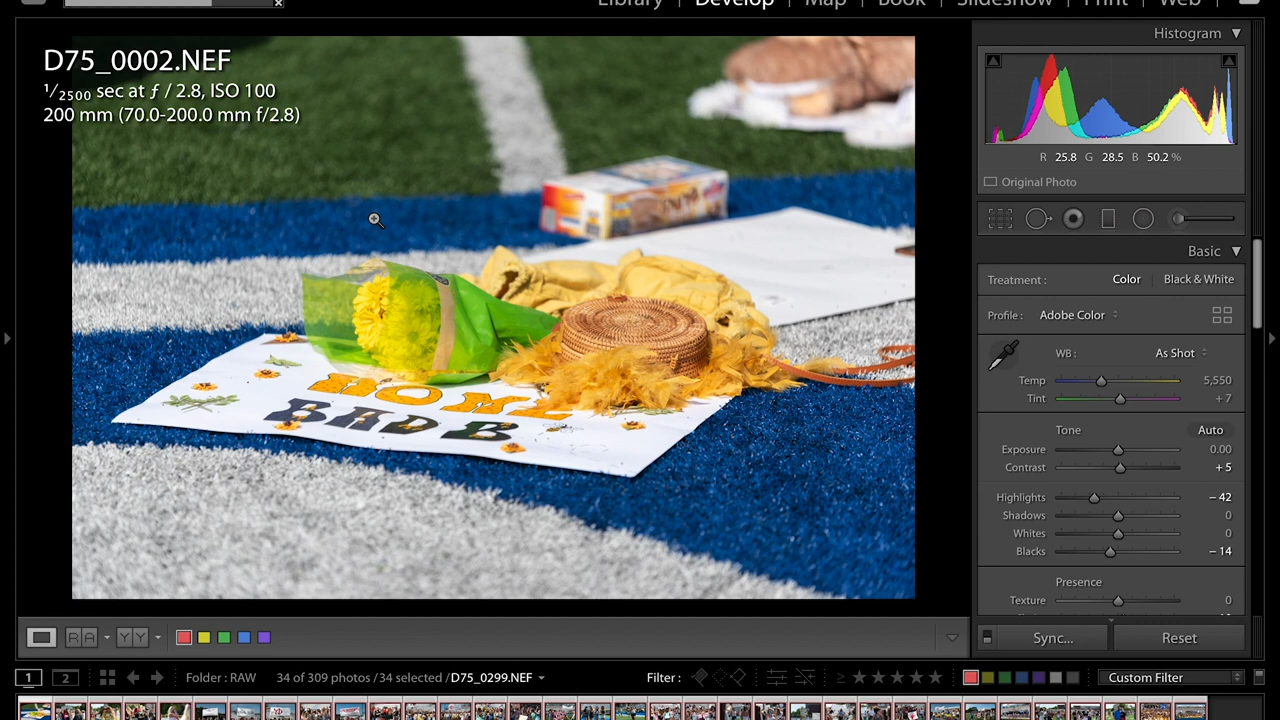 Library | Develop | Map | Book | Slideshow | Print | Web
D75_0002.NEF
1/2500 sec at ƒ / 2.8, ISO 100
200 mm (70.0-200.0 mm f/2.8)
HOME
BAD B
Histogram
R 25.8 G 28.5 B 50.2 %
Original Photo
Basic
Treatment : Color | Black & White
Profile : Adobe Color
WB : As Shot
Temp 5,550
Tint + 7
Tone Auto
Exposure 0.00
Contrast + 5
Highlights − 42
Shadows 0
Whites 0
Blacks − 14
Presence
Texture 0
Sync... Reset
R A Y Y
1 2 Folder : RAW 34 of 309 photos / 34 selected / D75_0299.NEF Filter : ≥ ★ ★ ★ ★ ★ Custom Filter